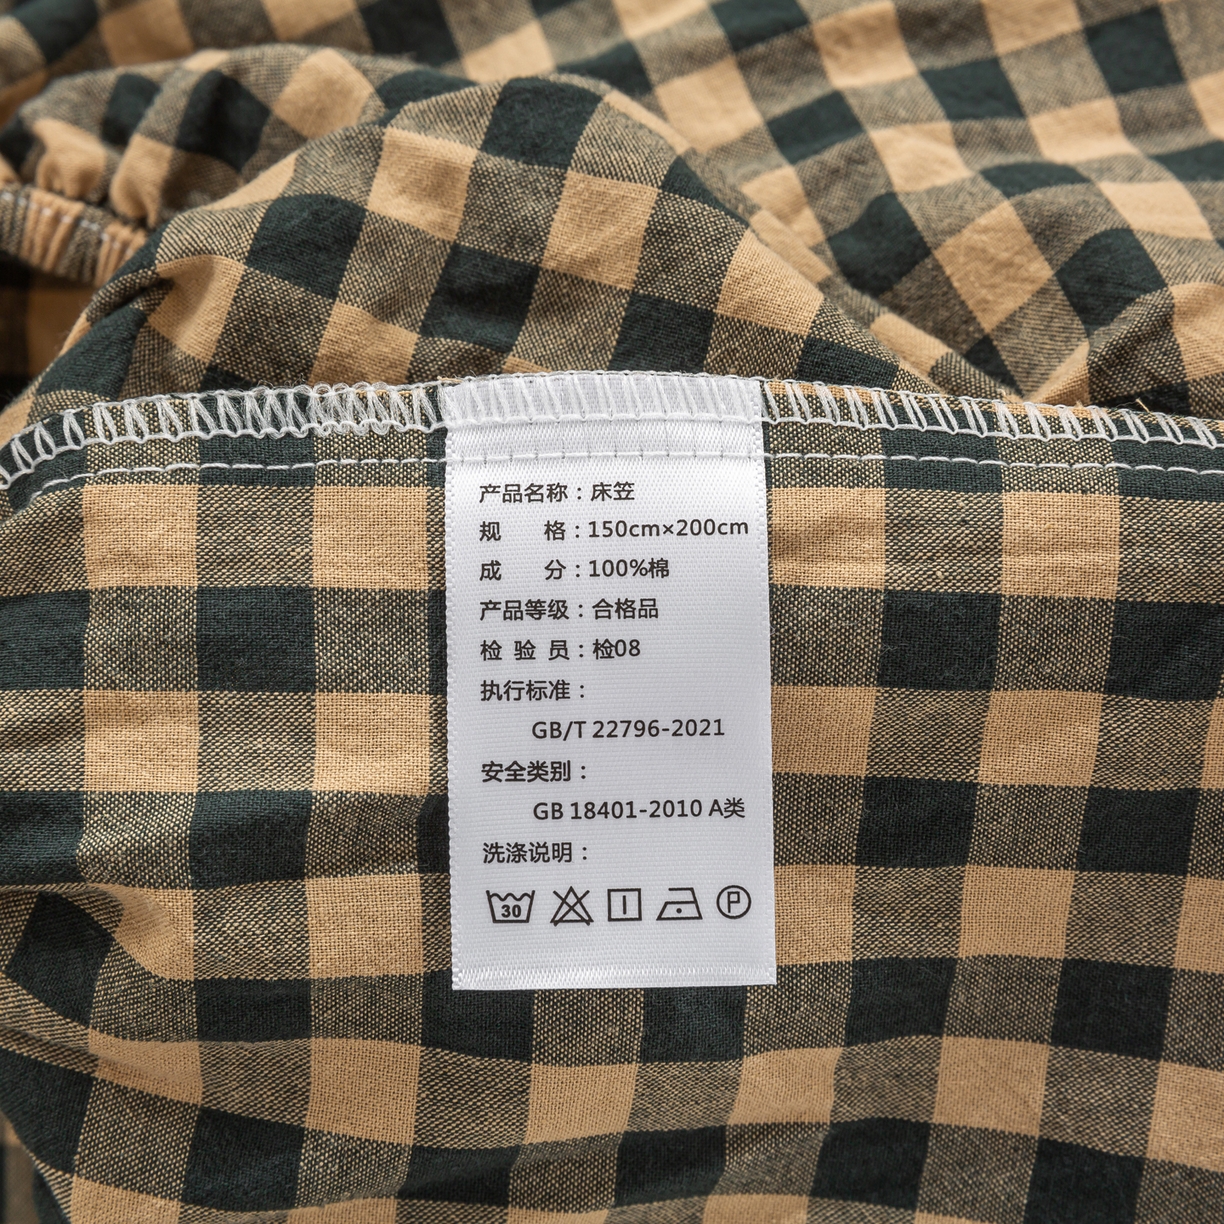 产品名称：床笠
规 格：150cm×200cm
成 分：100%棉
产品等级：合格品
检 验 员：检08
执行标准：
GB/T 22796-2021
安全类别：
GB 18401-2010 A类
洗涤说明：
30 P